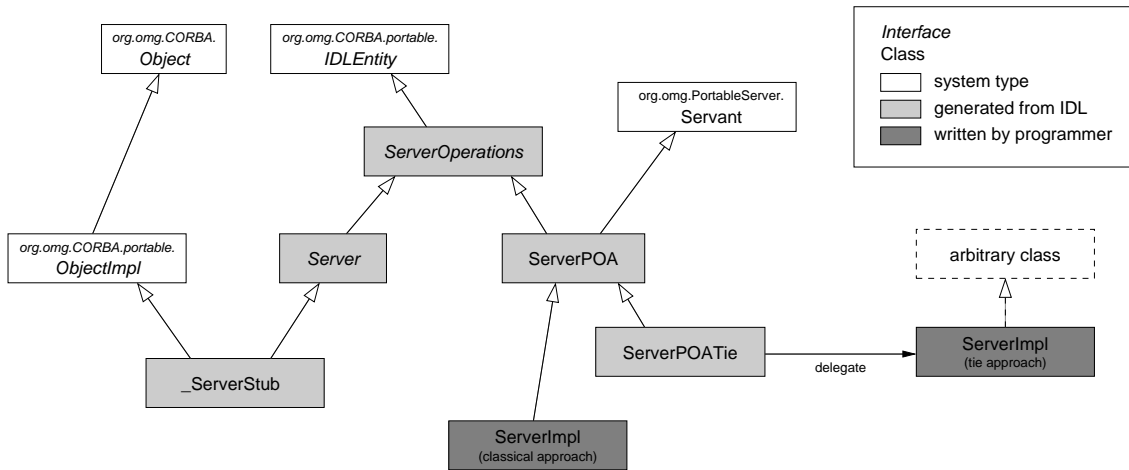 org.omg.CORBA.
Object
org.omg.CORBA.portable.
IDLEntity
Interface
Class
system type
generated from IDL
written by programmer
org.omg.PortableServer.
Servant
ServerOperations
org.omg.CORBA.portable.
ObjectImpl
Server
ServerPOA
arbitrary class
_ServerStub
ServerPOATie
delegate
ServerImpl
(tie approach)
ServerImpl
(classical approach)